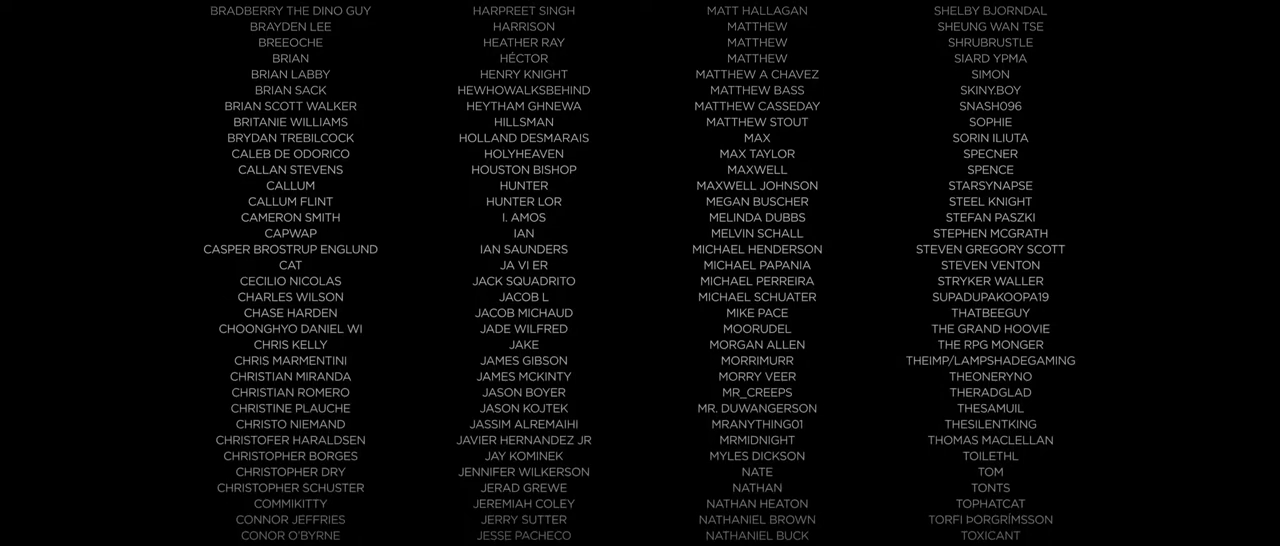 BRADBERRY THE DINO GUY
BRAYDEN LEE
BREEOCHE
BRIAN
BRIAN LABBY
BRIAN SACK
BRIAN SCOTT WALKER
BRITANIE WILLIAMS
BRYDAN TREBILCOCK
CALEB DE ODORICO
CALLAN STEVENS
CALLUM
CALLUM FLINT
CAMERON SMITH
CAPWAP
CASPER BROSTRUP ENGLUND
CAT
CECILIO NICOLAS
CHARLES WILSON
CHASE HARDEN
CHOONGHYO DANIEL WI
CHRIS KELLY
CHRIS MARMENTINI
CHRISTIAN MIRANDA
CHRISTIAN ROMERO
CHRISTINE PLAUCHE
CHRISTO NIEMAND
CHRISTOFER HARALDSEN
CHRISTOPHER BORGES
CHRISTOPHER DRY
CHRISTOPHER SCHUSTER
COMMIKITTY
CONNOR JEFFRIES
CONOR O'BYRNE
HARPREET SINGH
HARRISON
HEATHER RAY
HÉCTOR
HENRY KNIGHT
HEWHOWALKSBEHIND
HEYTHAM GHNEWA
HILLSMAN
HOLLAND DESMARAIS
HOLYHEAVEN
HOUSTON BISHOP
HUNTER
HUNTER LOR
I. AMOS
IAN
IAN SAUNDERS
JA VI ER
JACK SQUADRITO
JACOB L
JACOB MICHAUD
JADE WILFRED
JAKE
JAMES GIBSON
JAMES MCKINTY
JASON BOYER
JASON KOJTEK
JASSIM ALREMAIHI
JAVIER HERNANDEZ JR
JAY KOMINEK
JENNIFER WILKERSON
JERAD GREWE
JEREMIAH COLEY
JERRY SUTTER
JESSE PACHECO
MATT HALLAGAN
MATTHEW
MATTHEW
MATTHEW
MATTHEW A CHAVEZ
MATTHEW BASS
MATTHEW CASSEDAY
MATTHEW STOUT
MAX
MAX TAYLOR
MAXWELL
MAXWELL JOHNSON
MEGAN BUSCHER
MELINDA DUBBS
MELVIN SCHALL
MICHAEL HENDERSON
MICHAEL PAPANIA
MICHAEL PERREIRA
MICHAEL SCHUATER
MIKE PACE
MOORUDEL
MORGAN ALLEN
MORRIMURR
MORRY VEER
MR_CREEPS
MR. DUWANGERSON
MRANYTHING01
MRMIDNIGHT
MYLES DICKSON
NATE
NATHAN
NATHAN HEATON
NATHANIEL BROWN
NATHANIEL BUCK
SHELBY BJORNDAL
SHEUNG WAN TSE
SHRUBRUSTLE
SIARD YPMA
SIMON
SKINY.BOY
SNASH096
SOPHIE
SORIN ILIUTA
SPECNER
SPENCE
STARSYNAPSE
STEEL KNIGHT
STEFAN PASZKI
STEPHEN MCGRATH
STEVEN GREGORY SCOTT
STEVEN VENTON
STRYKER WALLER
SUPADUPAKOOPA19
THATBEEGUY
THE GRAND HOOVIE
THE RPG MONGER
THEIMP/LAMPSHADEGAMING
THEONERYNO
THERADGLAD
THESAMUIL
THESILENTKING
THOMAS MACLELLAN
TOILETHL
TOM
TONTS
TOPHATCAT
TORFI ÞORGRÍMSSON
TOXICANT